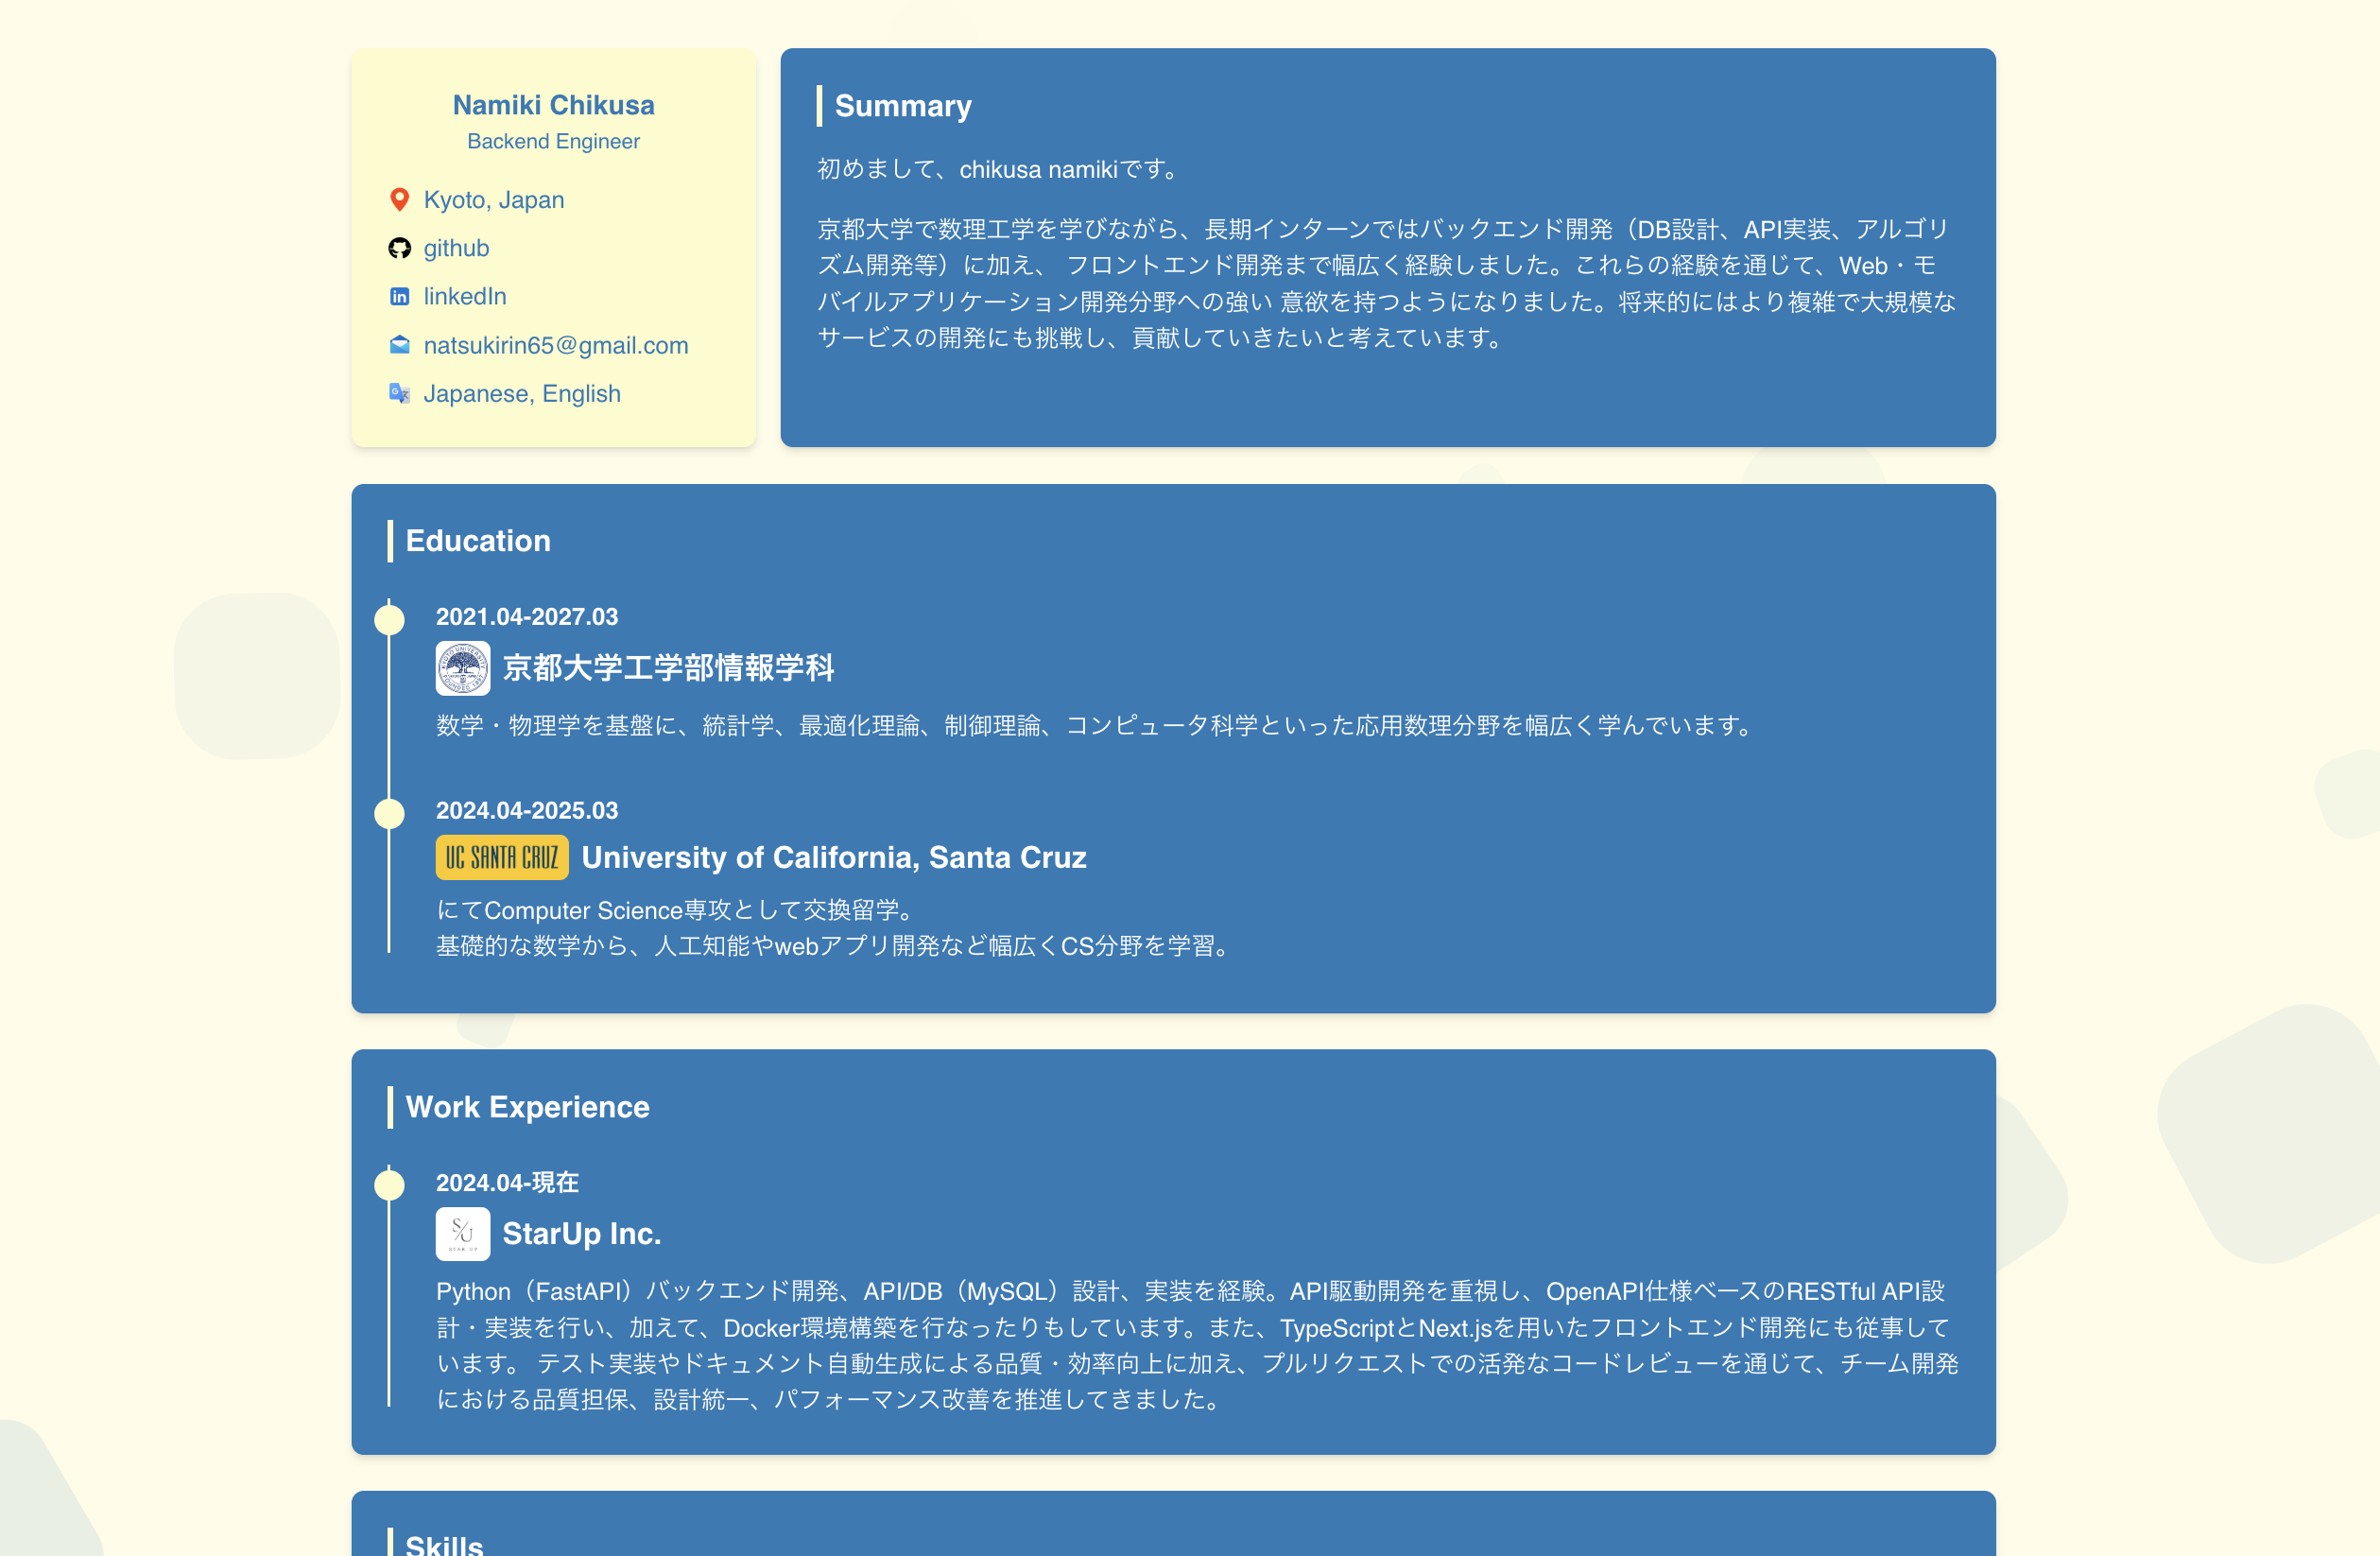 Namiki Chikusa
Backend Engineer
Kyoto, Japan
github
linkedIn
natsukirin65@gmail.com
Japanese, English
Summary
初めまして、chikusa namikiです。
京都大学で数理工学を学びながら、長期インターンではバックエンド開発（DB設計、API実装、アルゴリ
ズム開発等）に加え、 フロントエンド開発まで幅広く経験しました。これらの経験を通じて、Web・モ
バイルアプリケーション開発分野への強い 意欲を持つようになりました。将来的にはより複雑で大規模な
サービスの開発にも挑戦し、貢献していきたいと考えています。
Education
2021.04-2027.03
京都大学工学部情報学科
数学・物理学を基盤に、統計学、最適化理論、制御理論、コンピュータ科学といった応用数理分野を幅広く学んでいます。
2024.04-2025.03
UC SANTA CRUZ University of California, Santa Cruz
にてComputer Science専攻として交換留学。
基礎的な数学から、人工知能やwebアプリ開発など幅広くCS分野を学習。
Work Experience
2024.04-現在
S/U STAR UP StarUp Inc.
Python（FastAPI）バックエンド開発、API/DB（MySQL）設計、実装を経験。API駆動開発を重視し、OpenAPI仕様ベースのRESTful API設
計・実装を行い、加えて、Docker環境構築を行なったりもしています。また、TypeScriptとNext.jsを用いたフロントエンド開発にも従事して
います。 テスト実装やドキュメント自動生成による品質・効率向上に加え、プルリクエストでの活発なコードレビューを通じて、チーム開発
における品質担保、設計統一、パフォーマンス改善を推進してきました。
Skills